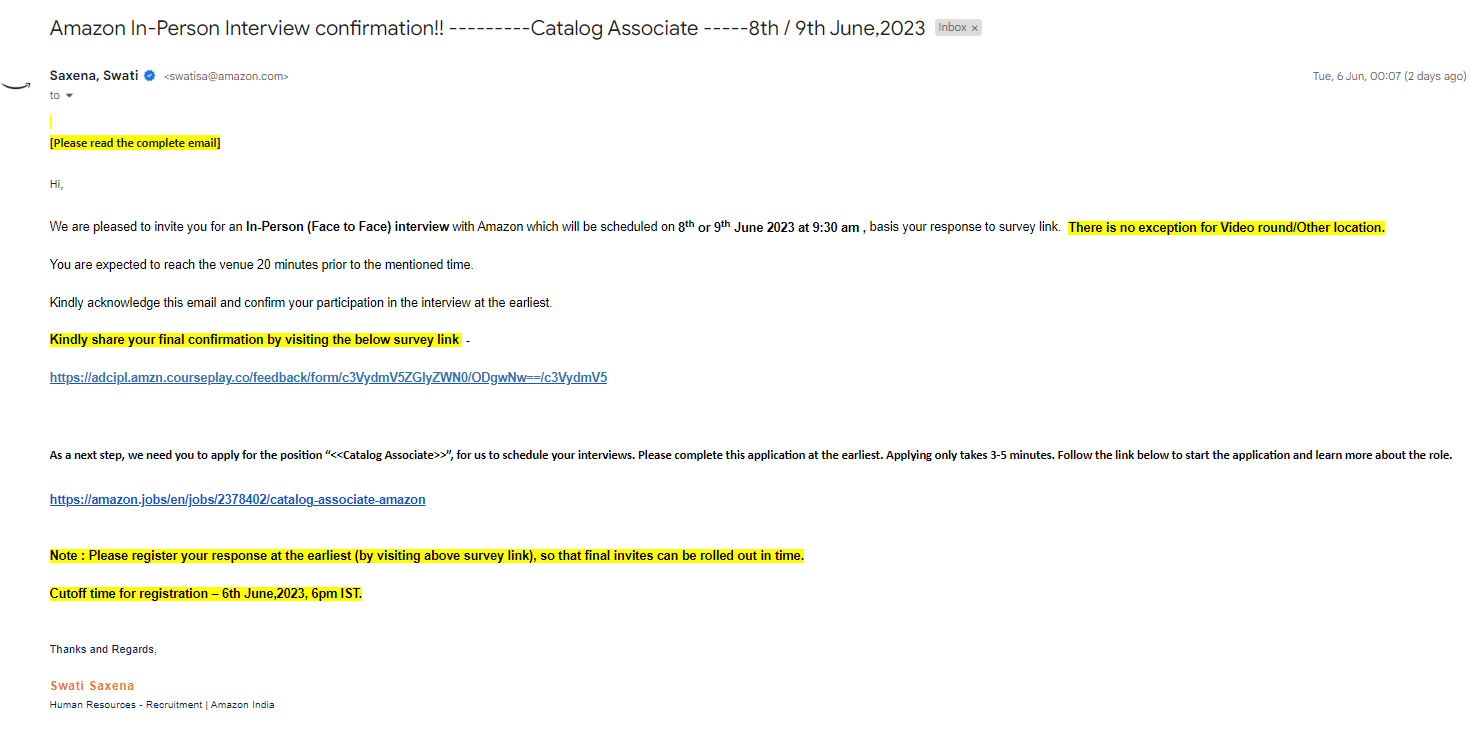 Amazon In-Person Interview confirmation!! ---------Catalog Associate -----8th / 9th June,2023 Inbox ×
Saxena, Swati <swatisa@amazon.com> Tue, 6 Jun, 00:07 (2 days ago)
to
[Please read the complete email]
Hi,
We are pleased to invite you for an In-Person (Face to Face) interview with Amazon which will be scheduled on 8th or 9th June 2023 at 9:30 am , basis your response to survey link. There is no exception for Video round/Other location.
You are expected to reach the venue 20 minutes prior to the mentioned time.
Kindly acknowledge this email and confirm your participation in the interview at the earliest.
Kindly share your final confirmation by visiting the below survey link -
https://adcipl.amzn.courseplay.co/feedback/form/c3VydmV5ZGlyZWN0/ODgwNw==/c3VydmV5
As a next step, we need you to apply for the position “<<Catalog Associate>>”, for us to schedule your interviews. Please complete this application at the earliest. Applying only takes 3-5 minutes. Follow the link below to start the application and learn more about the role.
https://amazon.jobs/en/jobs/2378402/catalog-associate-amazon
Note : Please register your response at the earliest (by visiting above survey link), so that final invites can be rolled out in time.
Cutoff time for registration – 6th June,2023, 6pm IST.
Thanks and Regards,
Swati Saxena
Human Resources - Recruitment | Amazon India